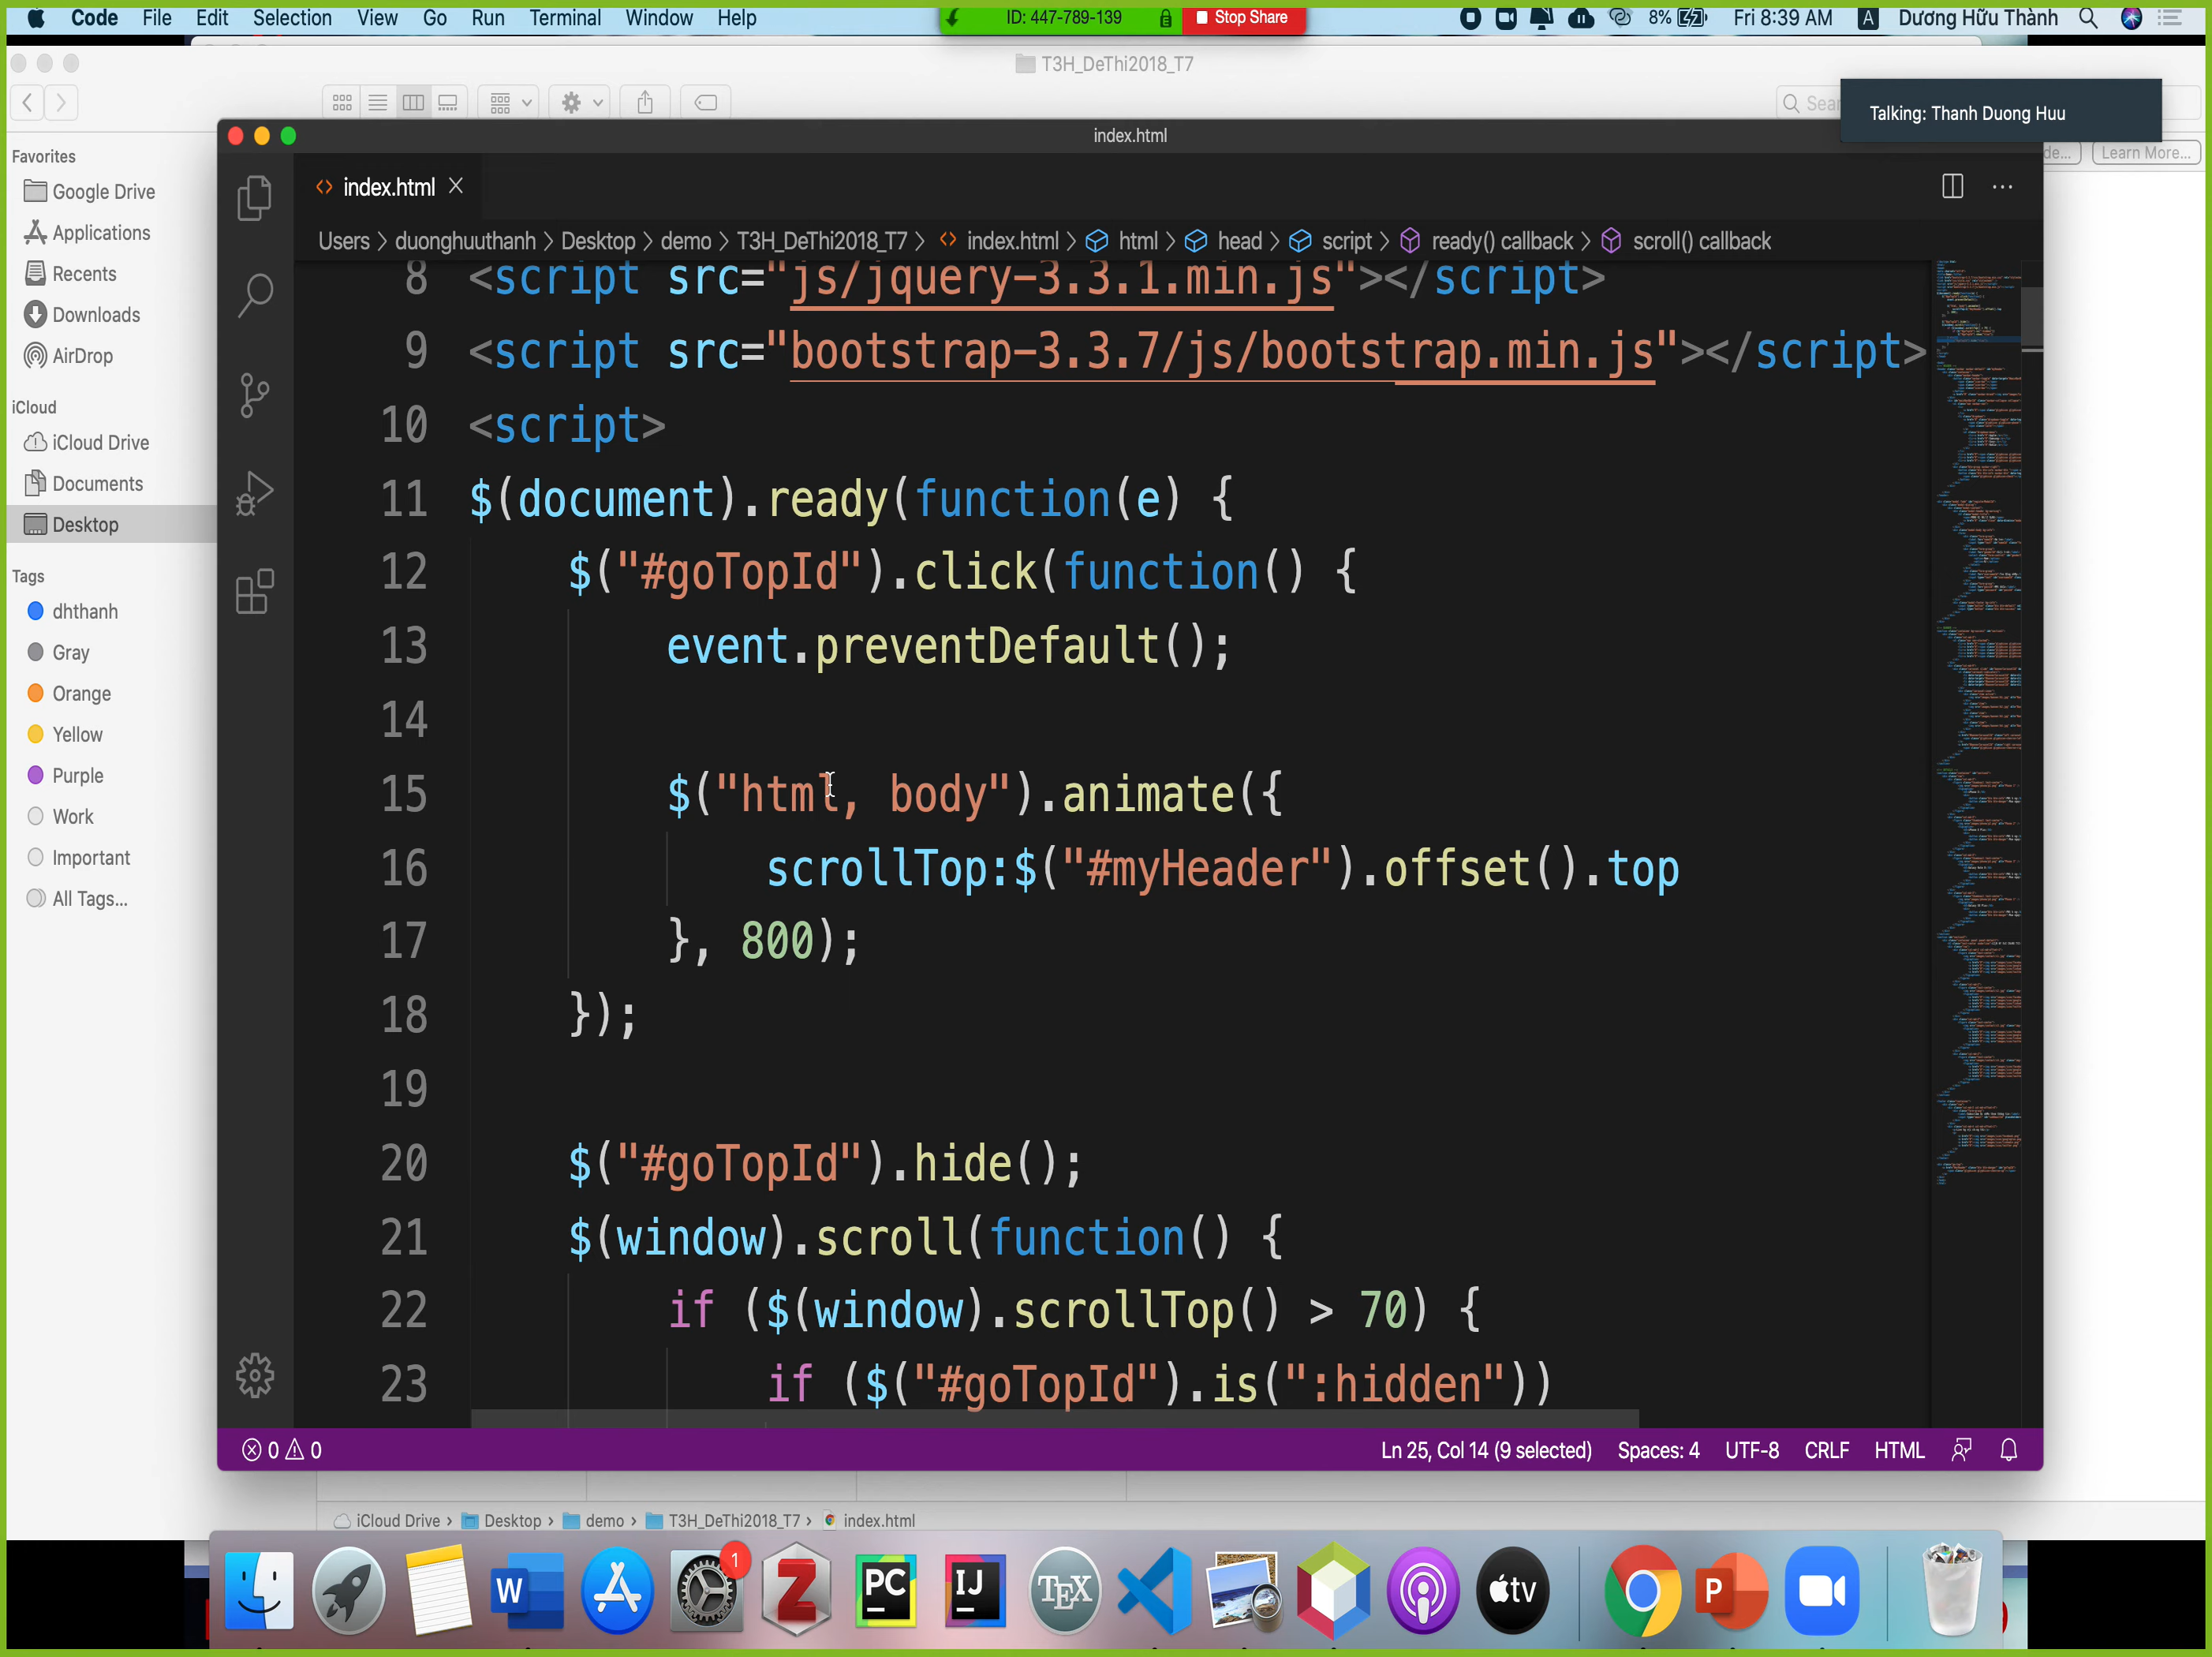 Code File Edit Selection View Go Run Terminal Window Help ID: 447-789-139 Stop Share 8% Fri 8:39 AM A Dương Hữu Thành
T3H_DeThi2018_T7
Talking: Thanh Duong Huu
Learn More...
index.html
Favorites
Google Drive
Applications
Recents
Downloads
AirDrop
iCloud
iCloud Drive
Documents
Desktop
Tags
dhthanh
Gray
Orange
Yellow
Purple
Work
Important
All Tags...
index.html
Users > duonghuuthanh > Desktop > demo > T3H_DeThi2018_T7 > index.html > html > head > script > ready() callback > scroll() callback
8 <script src="js/jquery-3.3.1.min.js"></script>
9 <script src="bootstrap-3.3.7/js/bootstrap.min.js"></script>
10 <script>
11 $(document).ready(function(e) {
12 $("#goTopId").click(function() {
13 event.preventDefault();
14
15 $("html, body").animate({
16 scrollTop:$("#myHeader").offset().top
17 }, 800);
18 });
19
20 $("#goTopId").hide();
21 $(window).scroll(function() {
22 if ($(window).scrollTop() > 70) {
23 if ($("#goTopId").is(":hidden"))
0 0 Ln 25, Col 14 (9 selected) Spaces: 4 UTF-8 CRLF HTML
iCloud Drive > Desktop > demo > T3H_DeThi2018_T7 > index.html
W 1 Z PC IJ TEX tv P